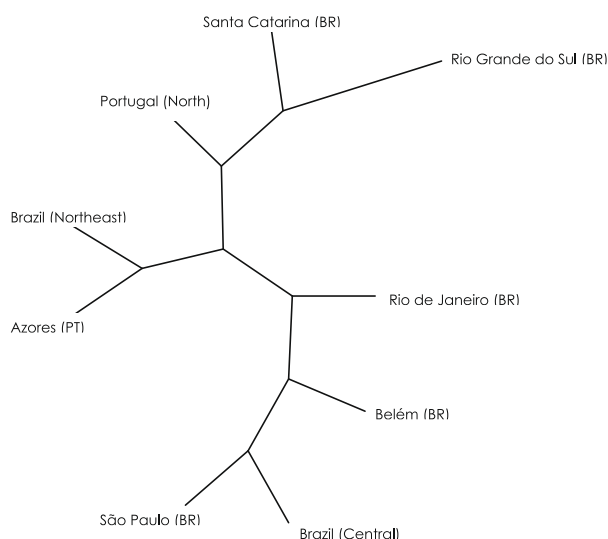 Santa Catarina (BR)
Rio Grande do Sul (BR)
Portugal (North)
Brazil (Northeast)
Rio de Janeiro (BR)
Azores (PT)
Belém (BR)
São Paulo (BR)
Brazil (Central)